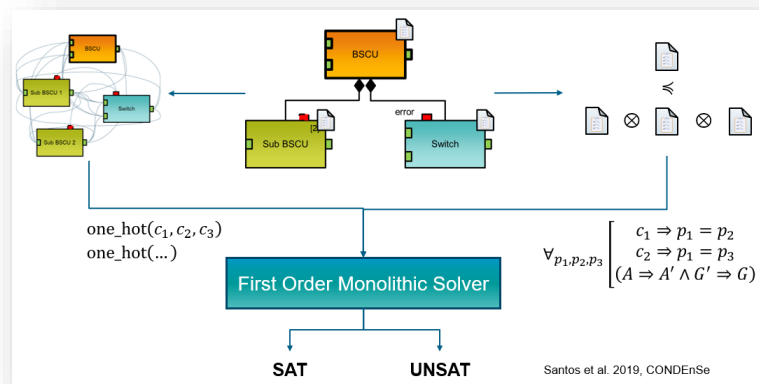 BSCU
Sub BSCU 1
Switch
Sub BSCU 2
BSCU
[2]
Sub BSCU
error
Switch
≼
⊗ ⊗
one_hot(c₁, c₂, c₃)
one_hot(…)
∀p₁,p₂,p₃
c₁ ⇒ p₁ = p₂
c₂ ⇒ p₁ = p₃
(A ⇒ A′ ∧ G′ ⇒ G)
First Order Monolithic Solver
SAT
UNSAT
Santos et al. 2019, CONDEnSe